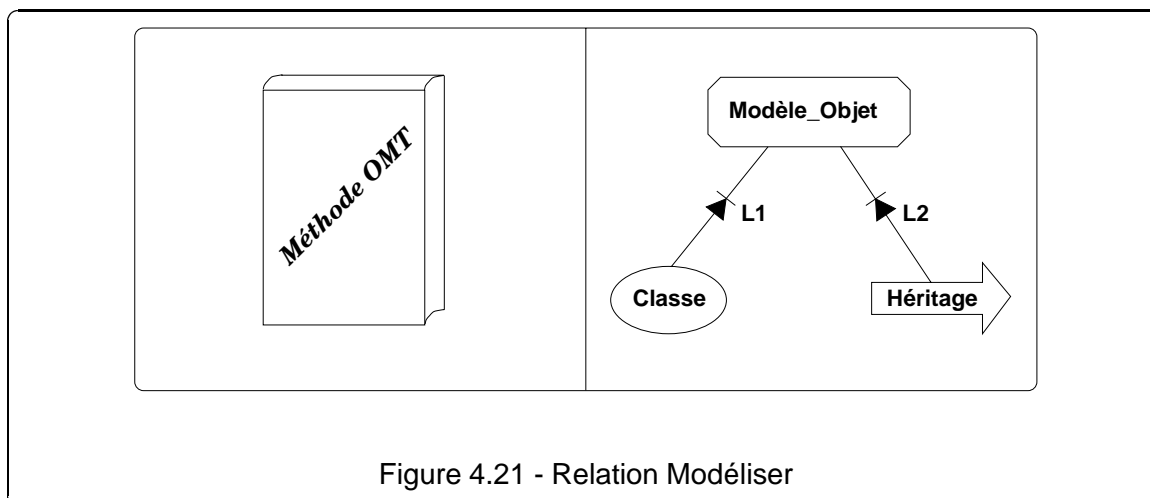 Méthode OMT
Modèle_Objet
L1
L2
Classe
Héritage
Figure 4.21 - Relation Modéliser